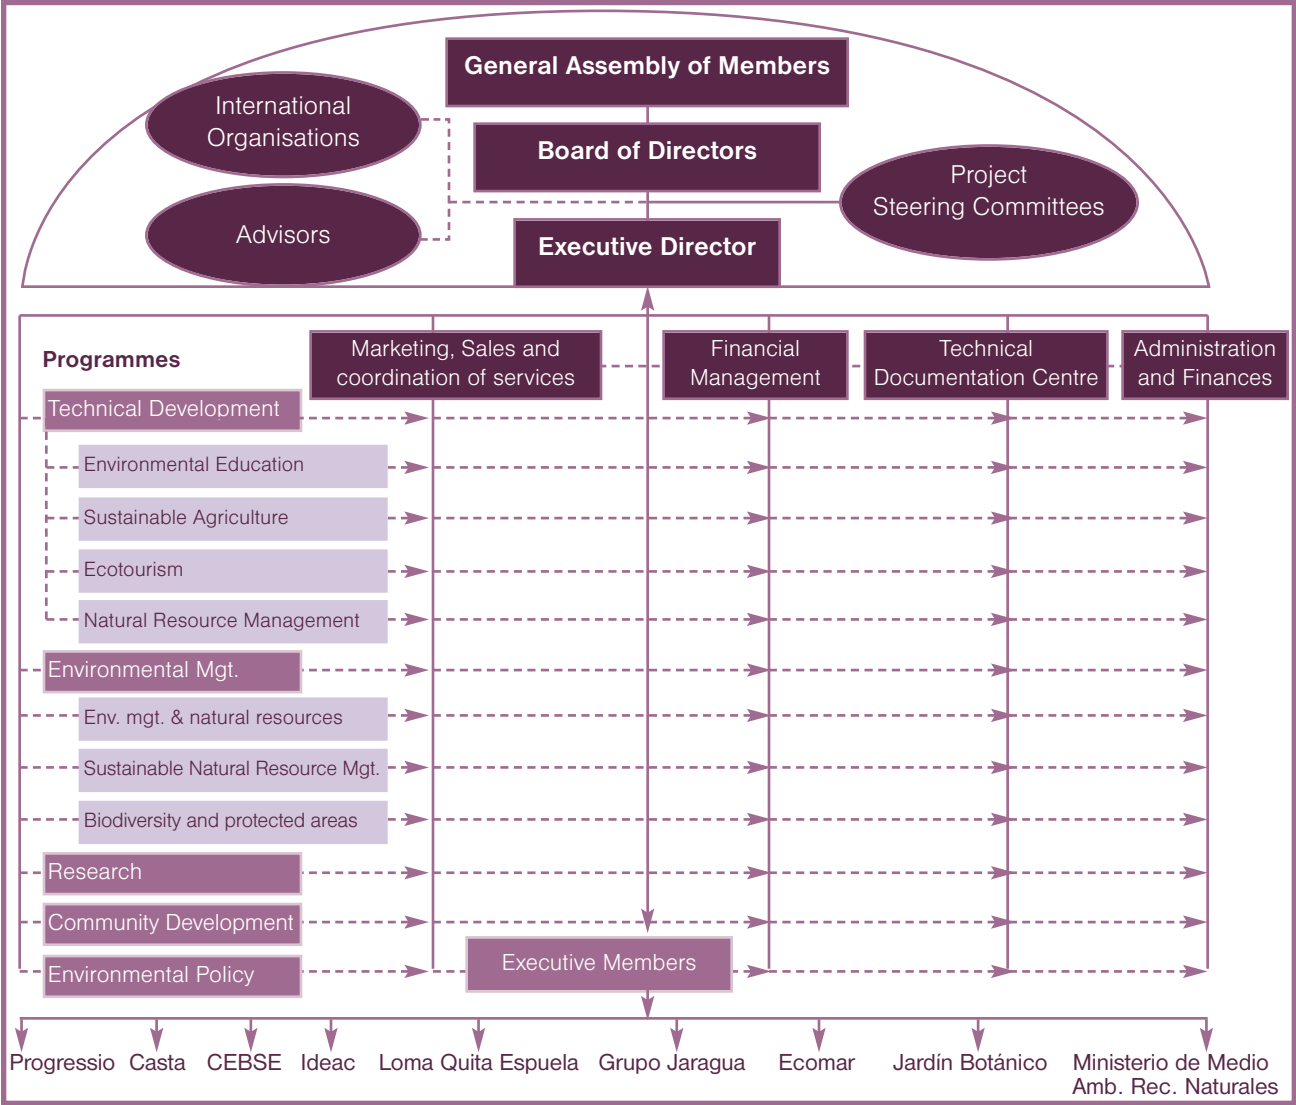 General Assembly of Members
International
Organisations
Board of Directors
Project
Steering Committees
Advisors
Executive Director
Programmes
Marketing, Sales and
coordination of services
Financial
Management
Technical
Documentation Centre
Administration
and Finances
Technical Development
Environmental Education
Sustainable Agriculture
Ecotourism
Natural Resource Management
Environmental Mgt.
Env. mgt. & natural resources
Sustainable Natural Resource Mgt.
Biodiversity and protected areas
Research
Community Development
Environmental Policy
Executive Members
Progressio
Casta
CEBSE
Ideac
Loma Quita Espuela
Grupo Jaragua
Ecomar
Jardín Botánico
Ministerio de Medio
Amb. Rec. Naturales